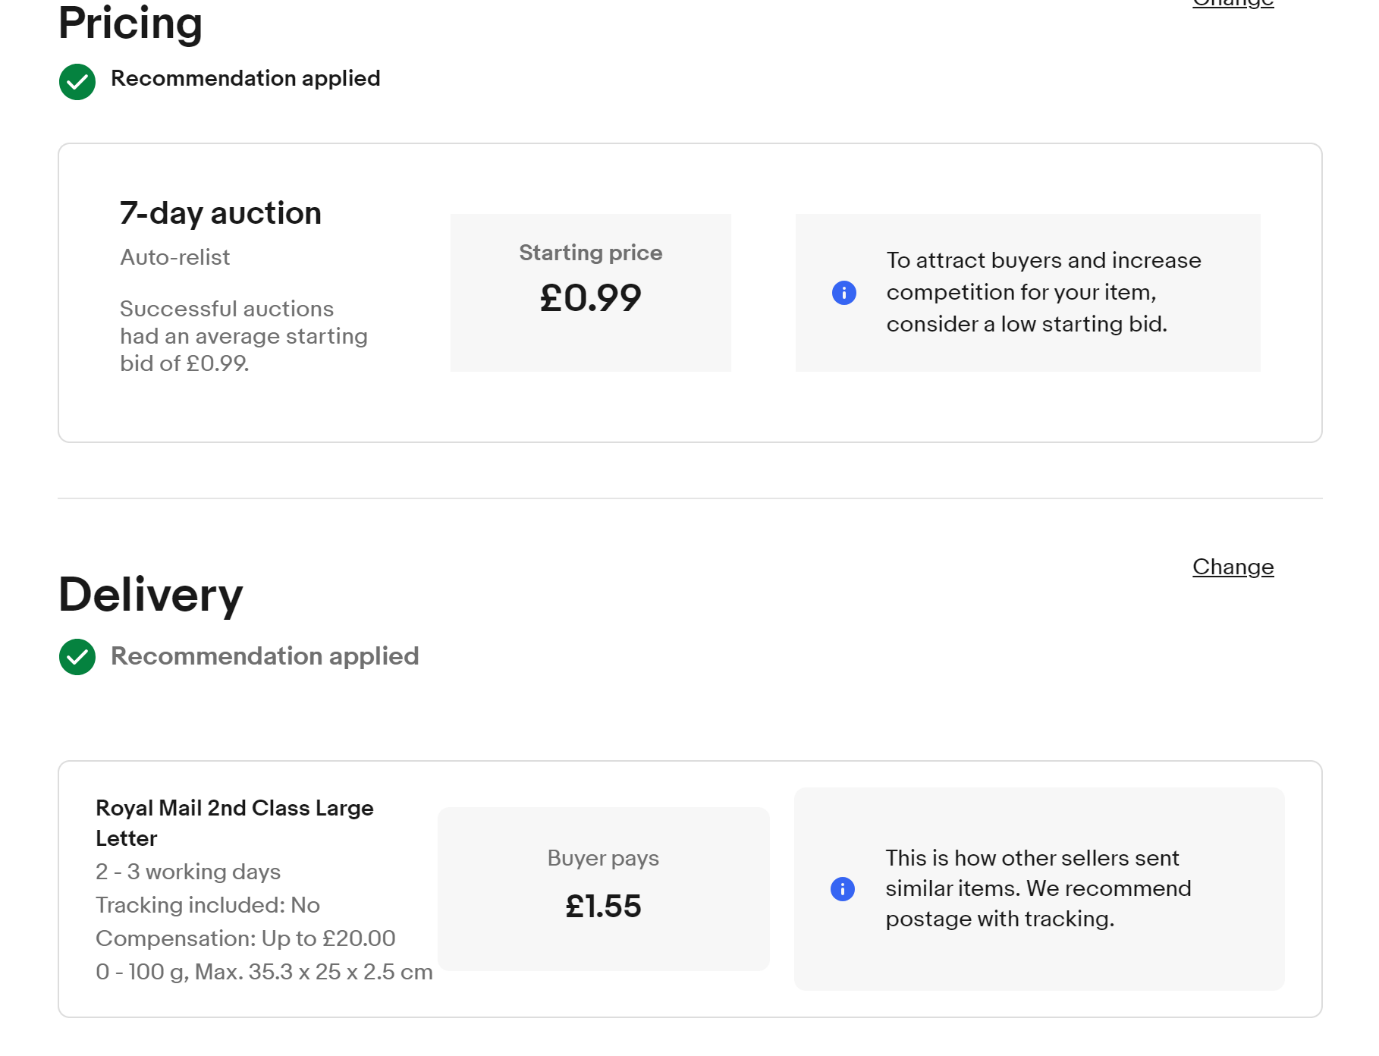 Change
Pricing
Recommendation applied
7-day auction
Auto-relist
Successful auctions
had an average starting
bid of £0.99.
Starting price
£0.99
To attract buyers and increase
competition for your item,
consider a low starting bid.
Change
Delivery
Recommendation applied
Royal Mail 2nd Class Large
Letter
2 - 3 working days
Tracking included: No
Compensation: Up to £20.00
0 - 100 g, Max. 35.3 x 25 x 2.5 cm
Buyer pays
£1.55
This is how other sellers sent
similar items. We recommend
postage with tracking.